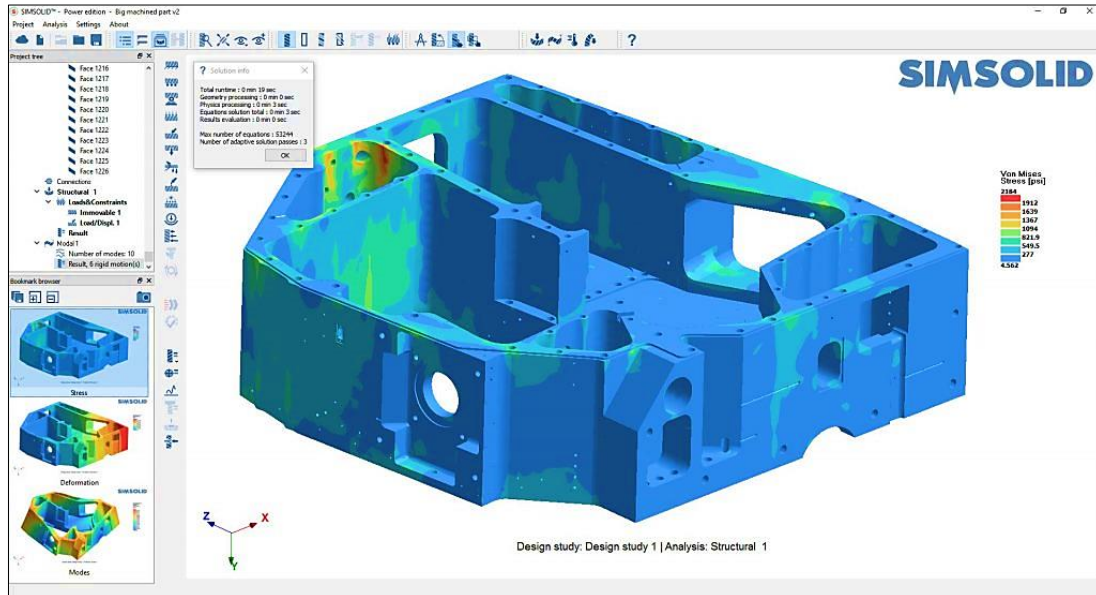 SIMSOLID™ - Power edition - Big machined part v2
Project Analysis Settings About
Project tree
Face 1216
Face 1217
Face 1218
Face 1219
Face 1220
Face 1221
Face 1222
Face 1223
Face 1224
Face 1225
Face 1226
Connections
Structural 1
Loads&Constraints
Immovable 1
Load/Displ. 1
Result
Modal 1
Number of modes: 10
Result, 6 rigid motion(s)
Bookmark browser
SIMSOLID
Stress
SIMSOLID
Deformation
SIMSOLID
Modes
? Solution info
Total runtime : 0 min 19 sec
Geometry processing : 0 min 0 sec
Physics processing : 0 min 3 sec
Equations solution total : 0 min 3 sec
Results evaluation : 0 min 0 sec
Max number of equations : 53244
Number of adaptive solution passes : 3
OK
SIMSOLID
Von Mises
Stress [psi]
2184
1912
1639
1367
1094
821.9
549.5
277
4.562
Z
X
Y
Design study: Design study 1 | Analysis: Structural 1